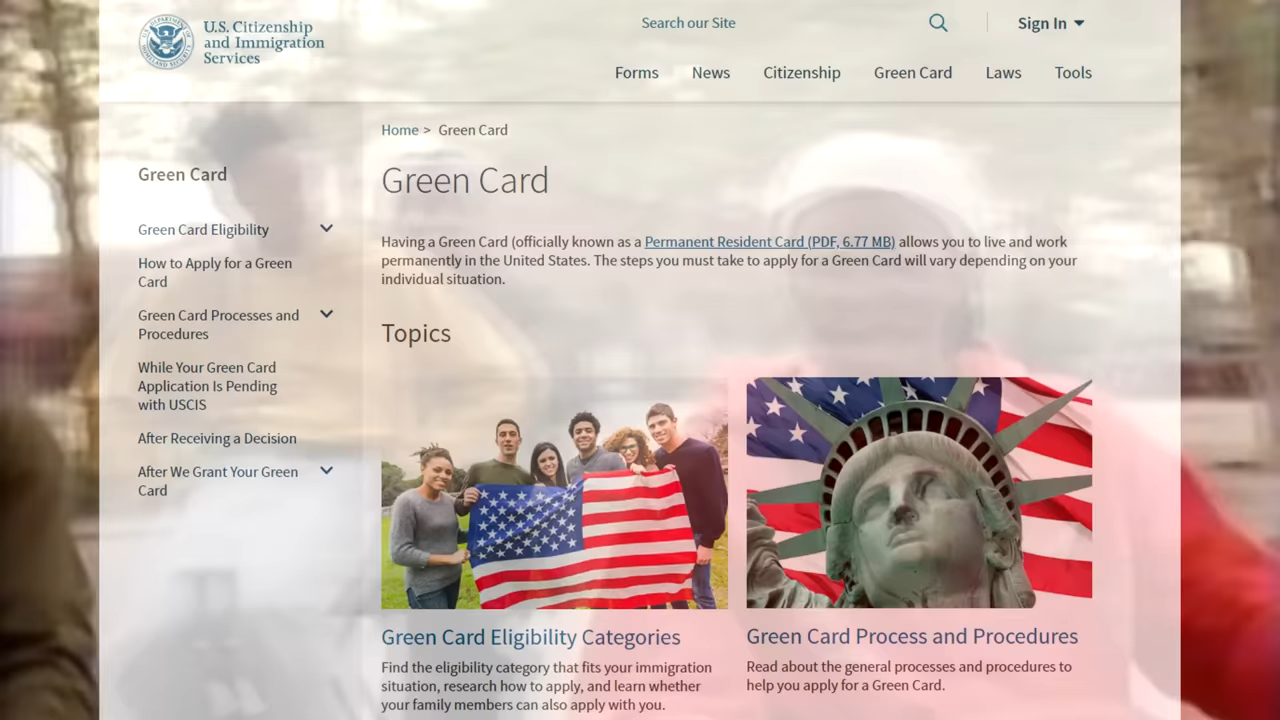 U.S. Citizenship
and Immigration
Services
Search our Site
Sign In
Forms
News
Citizenship
Green Card
Laws
Tools
Home > Green Card
Green Card
Green Card Eligibility
How to Apply for a Green
Card
Green Card Processes and
Procedures
While Your Green Card
Application Is Pending
with USCIS
After Receiving a Decision
After We Grant Your Green
Card
Green Card
Having a Green Card (officially known as a Permanent Resident Card (PDF, 6.77 MB) allows you to live and work
permanently in the United States. The steps you must take to apply for a Green Card will vary depending on your
individual situation.
Topics
Green Card Eligibility Categories
Find the eligibility category that fits your immigration
situation, research how to apply, and learn whether
your family members can also apply with you.
Green Card Process and Procedures
Read about the general processes and procedures to
help you apply for a Green Card.